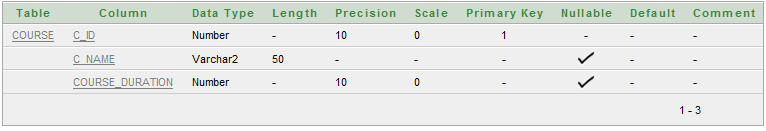 Table Column Data Type Length Precision Scale Primary Key Nullable Default Comment
COURSE C_ID Number - 10 0 1 - - -
C_NAME Varchar2 50 - - - ✓ - -
COURSE_DURATION Number - 10 0 - ✓ - -
1 - 3